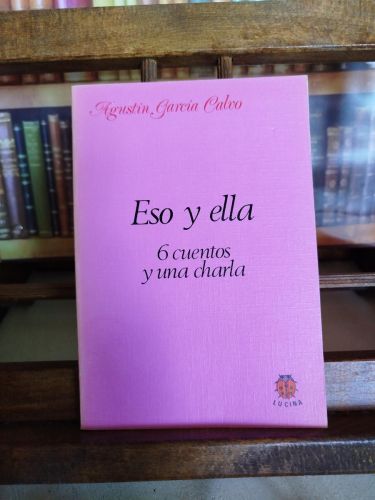 Agustín García Calvo
Eso y ella
6 cuentos
y una charla
LUCINA